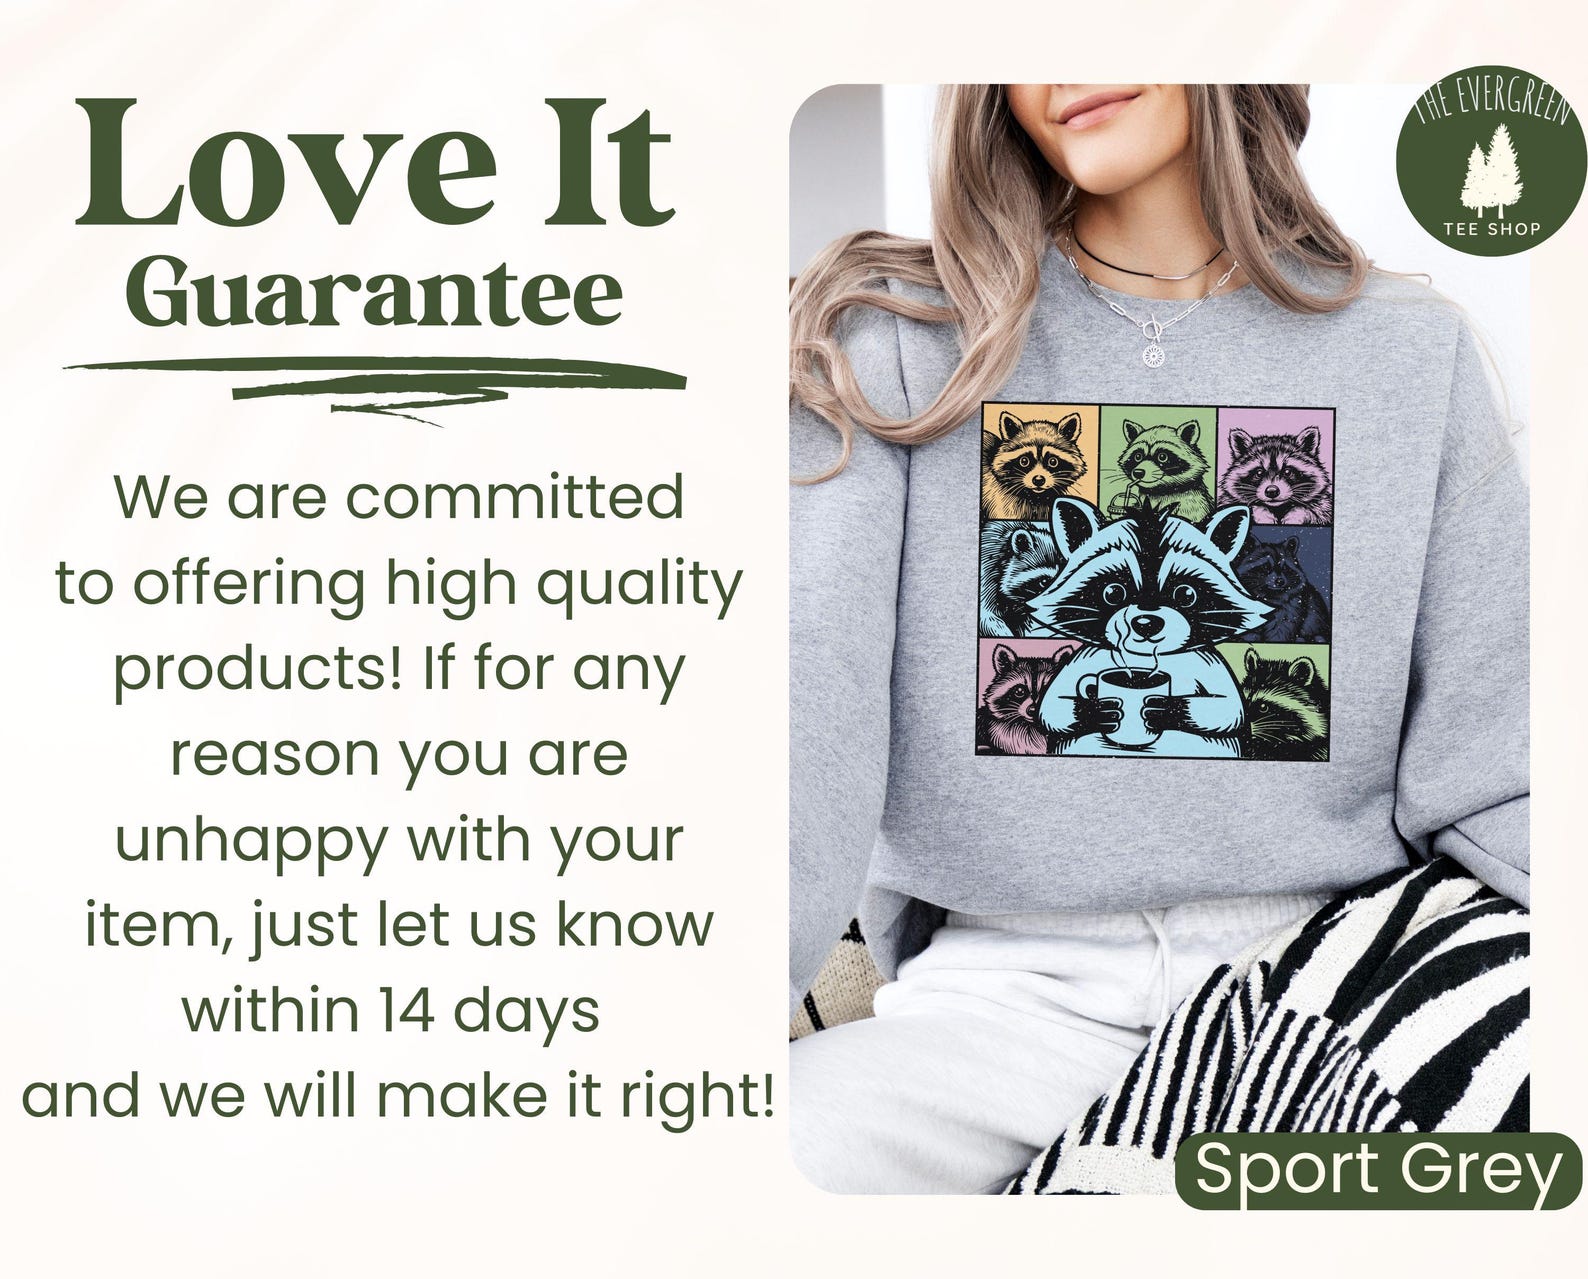 Love It
Guarantee
We are committed
to offering high quality
products! If for any
reason you are
unhappy with your
item, just let us know
within 14 days
and we will make it right!
THE EVERGREEN
TEE SHOP
Sport Grey